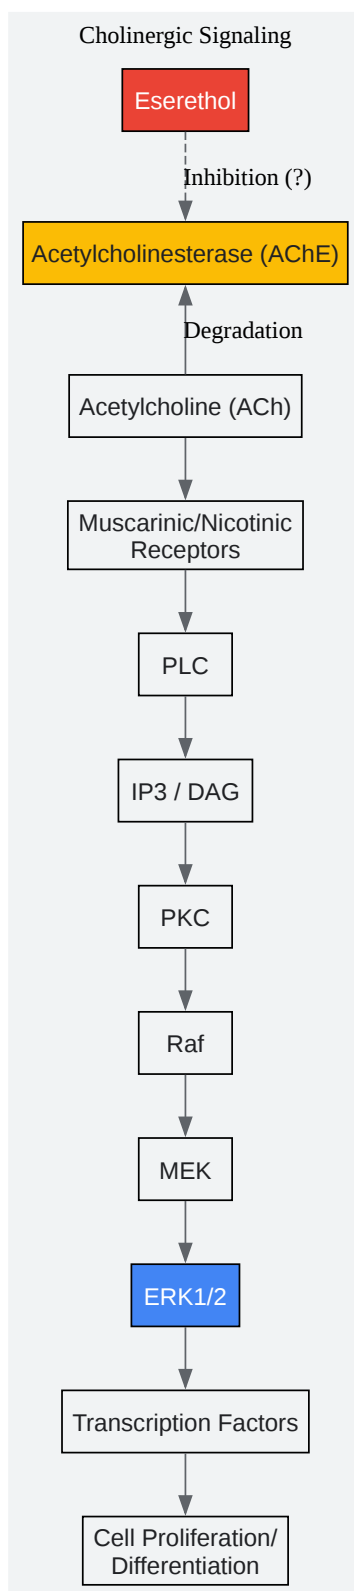 Cholinergic Signaling
Eserethol
Inhibition (?)
Acetylcholinesterase (AChE)
Degradation
Acetylcholine (ACh)
Muscarinic/Nicotinic
Receptors
PLC
IP3 / DAG
PKC
Raf
MEK
ERK1/2
Transcription Factors
Cell Proliferation/
Differentiation